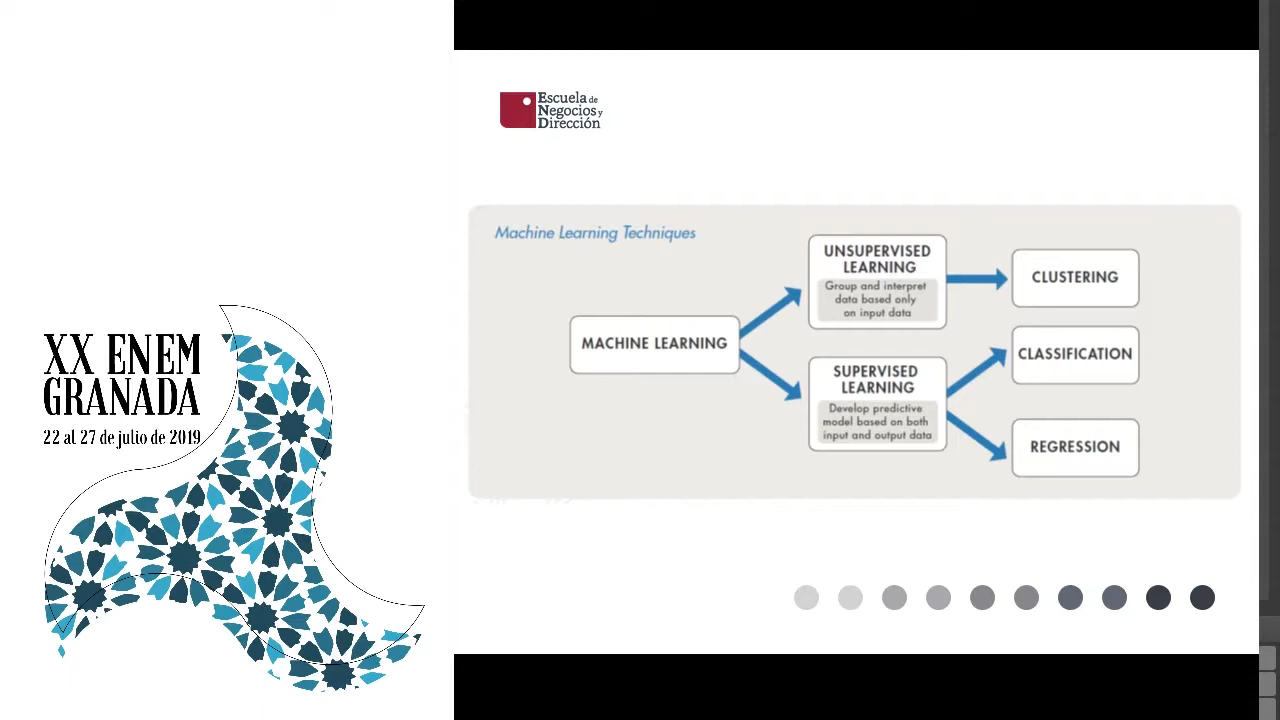 XX ENEM
GRANADA
22 al 27 de julio de 2019
Escuela de
Negocios y
Dirección
Machine Learning Techniques
MACHINE LEARNING
UNSUPERVISED
LEARNING
Group and interpret
data based only
on input data
CLUSTERING
SUPERVISED
LEARNING
Develop predictive
model based on both
input and output data
CLASSIFICATION
REGRESSION